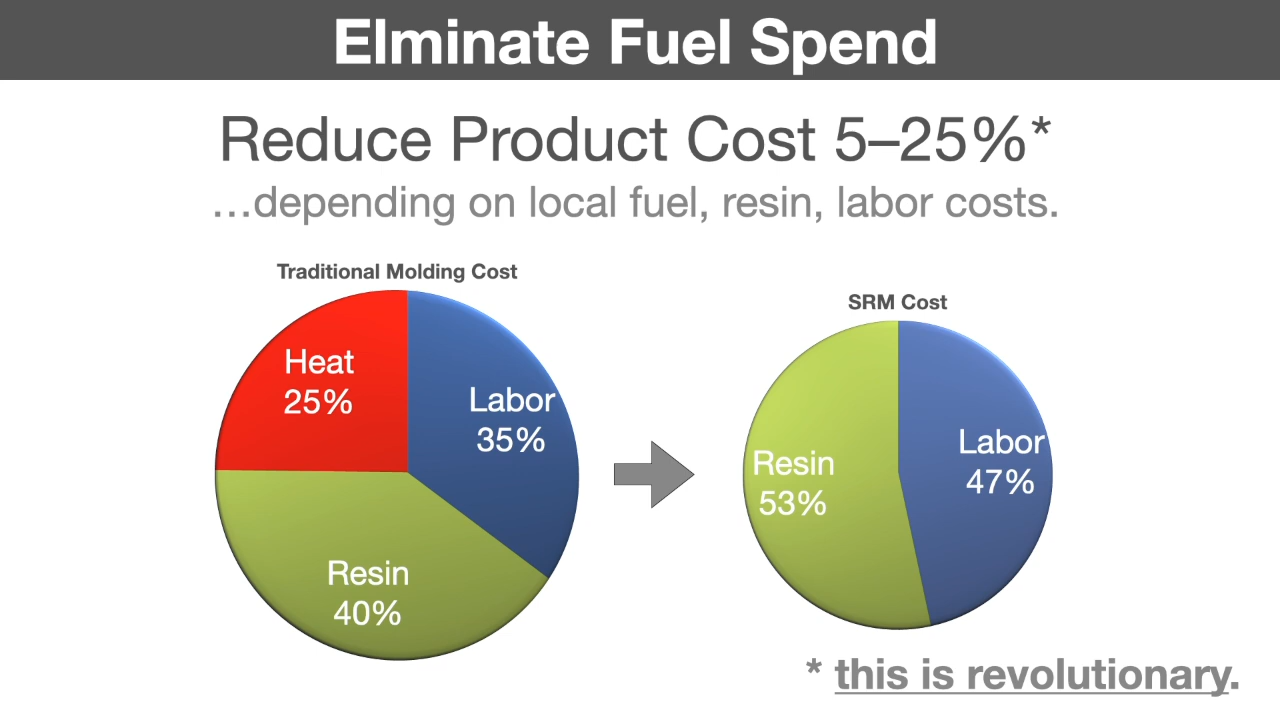 Elminate Fuel Spend
Reduce Product Cost 5–25%*
…depending on local fuel, resin, labor costs.
Traditional Molding Cost
Heat
25%
Labor
35%
Resin
40%
SRM Cost
Resin
53%
Labor
47%
* this is revolutionary.